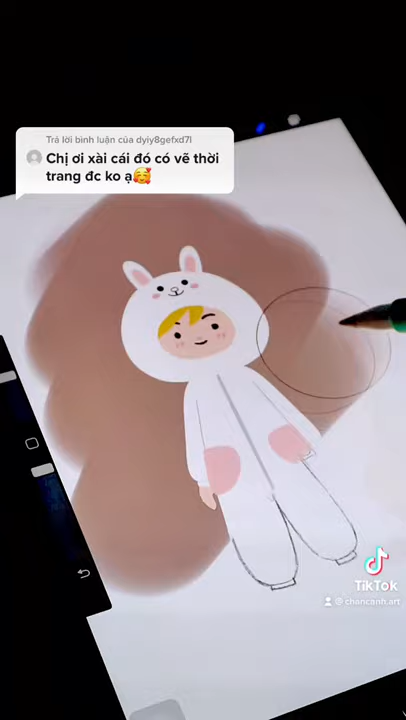 Trả lời bình luận của dyiy8gefxd7l
Chị ơi xài cái đó có vẽ thời
trang đc ko ạ🥰
TikTok
@chancanh.art